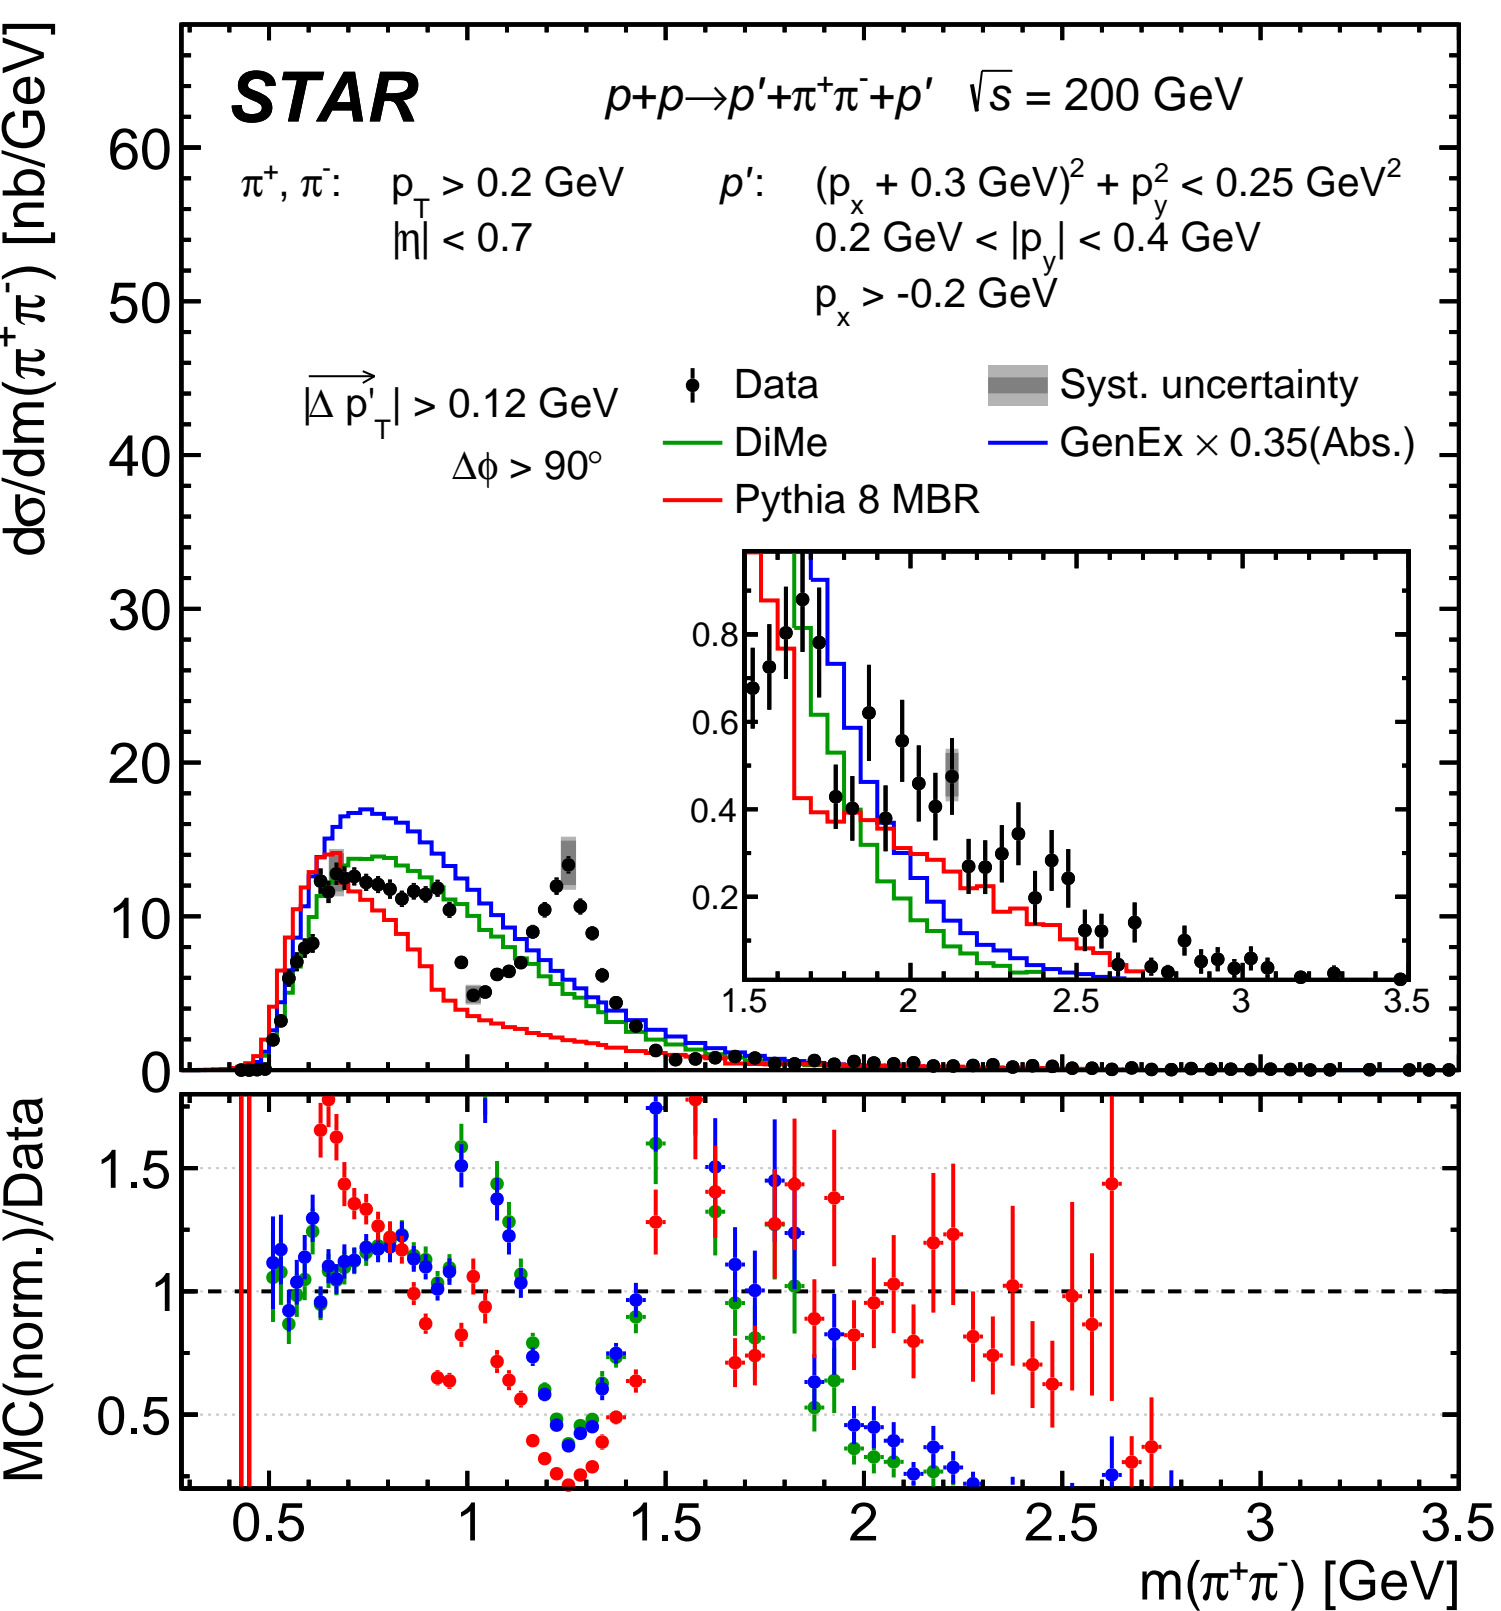 dσ/dm(π⁺π⁻) [nb/GeV]
STAR
p+p→p′+π⁺π⁻+p′ √s = 200 GeV
π⁺, π⁻: p_T > 0.2 GeV
|η| < 0.7
p′: (p_x + 0.3 GeV)² + p_y² < 0.25 GeV²
0.2 GeV < |p_y| < 0.4 GeV
p_x > -0.2 GeV
|Δ p'_T| > 0.12 GeV
Δϕ > 90°
Data
Syst. uncertainty
DiMe
GenEx × 0.35(Abs.)
Pythia 8 MBR
60
50
40
30
20
10
0
0.8
0.6
0.4
0.2
1.5 2 2.5 3 3.5
MC(norm.)/Data
1.5
1
0.5
0.5 1 1.5 2 2.5 3 3.5
m(π⁺π⁻) [GeV]